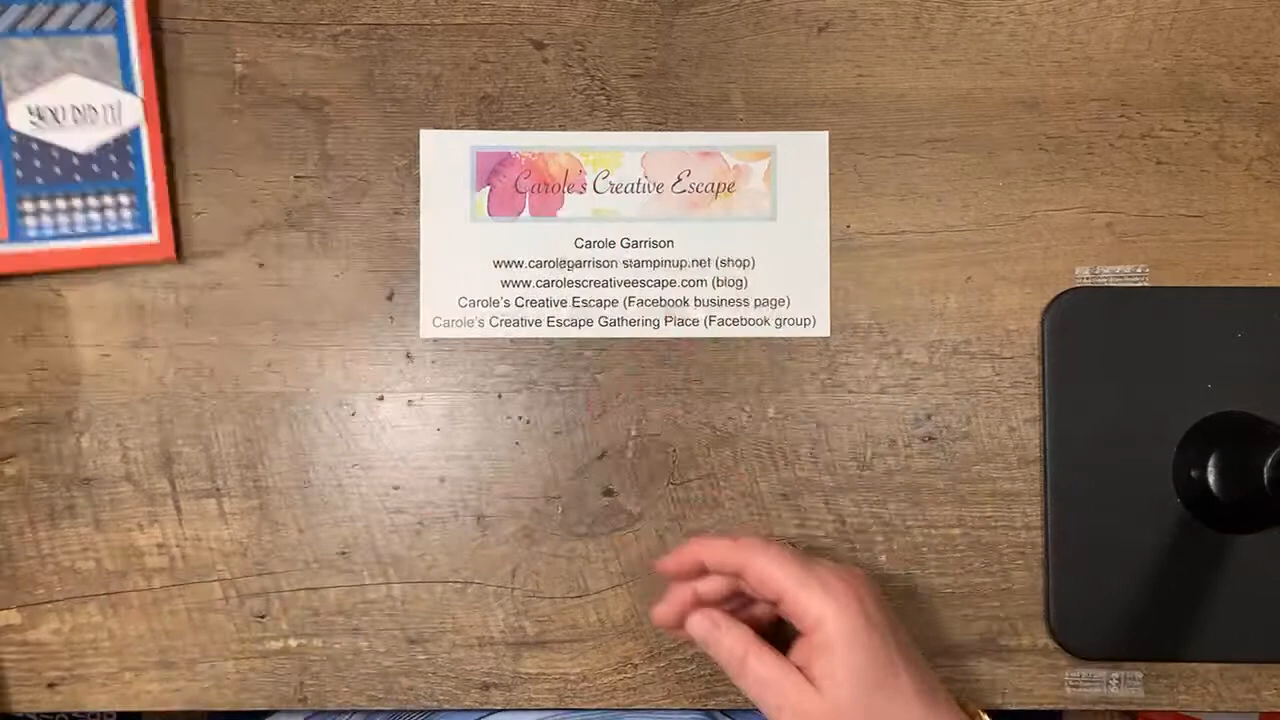 YOU DID IT!
Carole's Creative Escape
Carole Garrison
www.carolegarrison stampinup.net (shop)
www.carolescreativeescape.com (blog)
Carole's Creative Escape (Facebook business page)
Carole's Creative Escape Gathering Place (Facebook group)